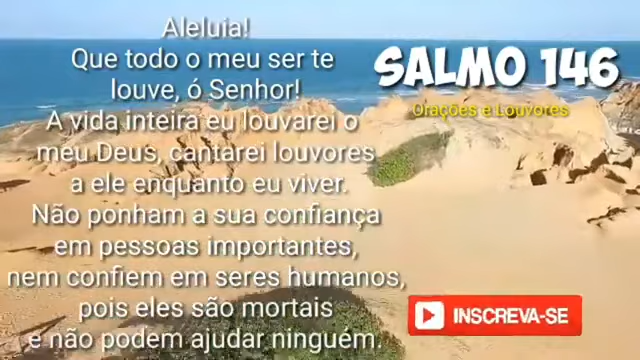 Aleluia!
Que todo o meu ser te
louve, ó Senhor!
A vida inteira eu louvarei o
meu Deus, cantarei louvores
a ele enquanto eu viver.
Não ponham a sua confiança
em pessoas importantes,
nem confiem em seres humanos,
pois eles são mortais
e não podem ajudar ninguém.
SALMO 146
Orações e Louvores
INSCREVA-SE